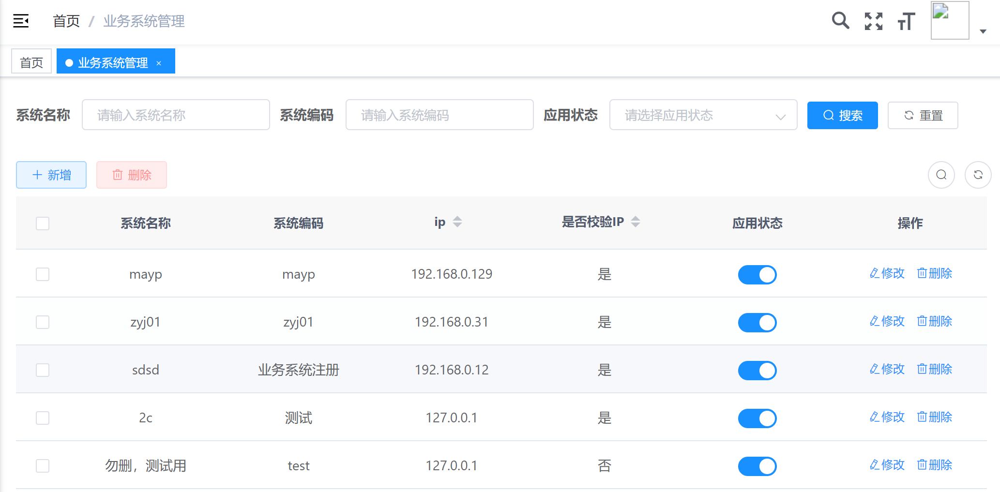 首页 / 业务系统管理
首页 业务系统管理 ×
系统名称 请输入系统名称 系统编码 请输入系统编码 应用状态 请选择应用状态 搜索 重置
新增 删除
系统名称 系统编码 ip 是否校验IP 应用状态 操作
mayp mayp 192.168.0.129 是 修改 删除
zyj01 zyj01 192.168.0.31 是 修改 删除
sdsd 业务系统注册 192.168.0.12 是 修改 删除
2c 测试 127.0.0.1 是 修改 删除
勿删，测试用 test 127.0.0.1 否 修改 删除